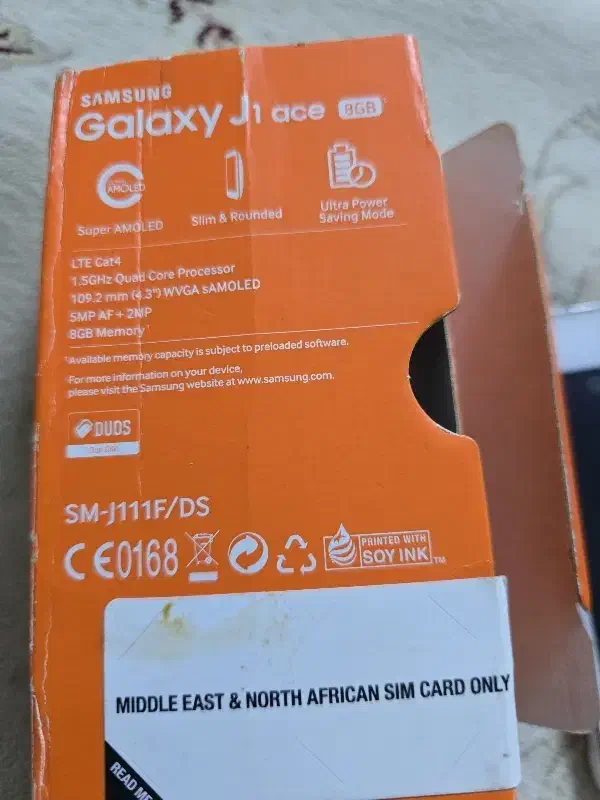 SAMSUNG
Galaxy J1 ace 8GB*
AMOLED
Super AMOLED
Slim & Rounded
Ultra Power
Saving Mode
LTE Cat4
1.5GHz Quad Core Processor
109.2 mm (4.3") WVGA sAMOLED
5MP AF + 2MP
8GB Memory*
*Available memory capacity is subject to preloaded software.
For more information on your device,
please visit the Samsung website at www.samsung.com.
DUOS
SM-J111F/DS
CE0168
PRINTED WITH
SOY INK TM
MIDDLE EAST & NORTH AFRICAN SIM CARD ONLY
READ ME